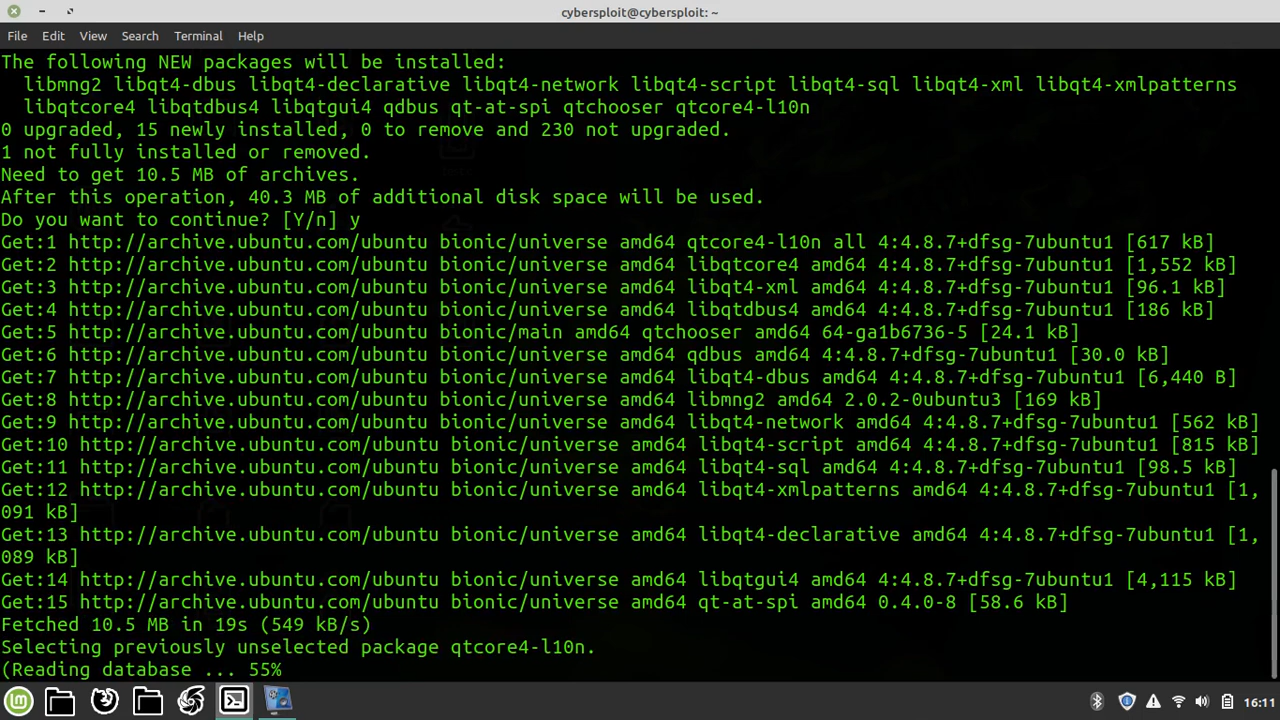 cybersploit@cybersploit: ~
File Edit View Search Terminal Help
The following NEW packages will be installed:
libmng2 libqt4-dbus libqt4-declarative libqt4-network libqt4-script libqt4-sql libqt4-xml libqt4-xmlpatterns
libqtcore4 libqtdbus4 libqtgui4 qdbus qt-at-spi qtchooser qtcore4-l10n
0 upgraded, 15 newly installed, 0 to remove and 230 not upgraded.
1 not fully installed or removed.
Need to get 10.5 MB of archives.
After this operation, 40.3 MB of additional disk space will be used.
Do you want to continue? [Y/n] y
Get:1 http://archive.ubuntu.com/ubuntu bionic/universe amd64 qtcore4-l10n all 4:4.8.7+dfsg-7ubuntu1 [617 kB]
Get:2 http://archive.ubuntu.com/ubuntu bionic/universe amd64 libqtcore4 amd64 4:4.8.7+dfsg-7ubuntu1 [1,552 kB]
Get:3 http://archive.ubuntu.com/ubuntu bionic/universe amd64 libqt4-xml amd64 4:4.8.7+dfsg-7ubuntu1 [96.1 kB]
Get:4 http://archive.ubuntu.com/ubuntu bionic/universe amd64 libqtdbus4 amd64 4:4.8.7+dfsg-7ubuntu1 [186 kB]
Get:5 http://archive.ubuntu.com/ubuntu bionic/main amd64 qtchooser amd64 64-ga1b6736-5 [24.1 kB]
Get:6 http://archive.ubuntu.com/ubuntu bionic/universe amd64 qdbus amd64 4:4.8.7+dfsg-7ubuntu1 [30.0 kB]
Get:7 http://archive.ubuntu.com/ubuntu bionic/universe amd64 libqt4-dbus amd64 4:4.8.7+dfsg-7ubuntu1 [6,440 B]
Get:8 http://archive.ubuntu.com/ubuntu bionic/universe amd64 libmng2 amd64 2.0.2-0ubuntu3 [169 kB]
Get:9 http://archive.ubuntu.com/ubuntu bionic/universe amd64 libqt4-network amd64 4:4.8.7+dfsg-7ubuntu1 [562 kB]
Get:10 http://archive.ubuntu.com/ubuntu bionic/universe amd64 libqt4-script amd64 4:4.8.7+dfsg-7ubuntu1 [815 kB]
Get:11 http://archive.ubuntu.com/ubuntu bionic/universe amd64 libqt4-sql amd64 4:4.8.7+dfsg-7ubuntu1 [98.5 kB]
Get:12 http://archive.ubuntu.com/ubuntu bionic/universe amd64 libqt4-xmlpatterns amd64 4:4.8.7+dfsg-7ubuntu1 [1,
091 kB]
Get:13 http://archive.ubuntu.com/ubuntu bionic/universe amd64 libqt4-declarative amd64 4:4.8.7+dfsg-7ubuntu1 [1,
089 kB]
Get:14 http://archive.ubuntu.com/ubuntu bionic/universe amd64 libqtgui4 amd64 4:4.8.7+dfsg-7ubuntu1 [4,115 kB]
Get:15 http://archive.ubuntu.com/ubuntu bionic/universe amd64 qt-at-spi amd64 0.4.0-8 [58.6 kB]
Fetched 10.5 MB in 19s (549 kB/s)
Selecting previously unselected package qtcore4-l10n.
(Reading database ... 55%
16:11